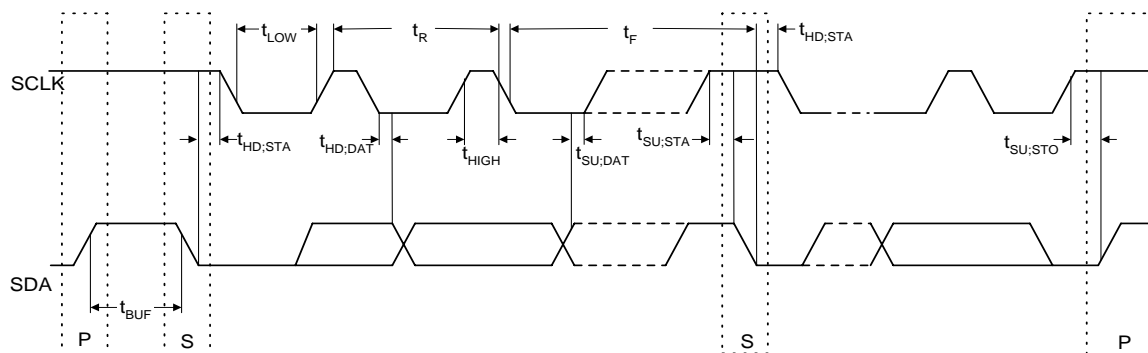 tLOW tR tF tHD;STA
SCLK
tHD;STA tHD;DAT tHIGH tSU;DAT tSU;STA tSU;STO
SDA
tBUF
P S S P